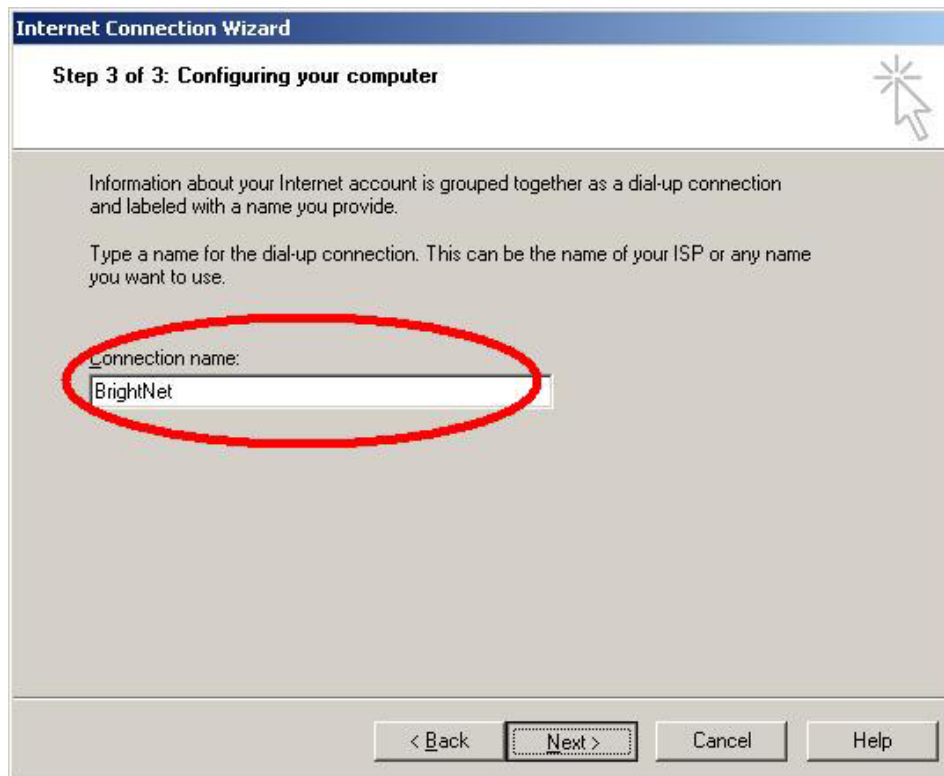 Internet Connection Wizard
Step 3 of 3: Configuring your computer
Information about your Internet account is grouped together as a dial-up connection
and labeled with a name you provide.
Type a name for the dial-up connection. This can be the name of your ISP or any name
you want to use.
Connection name:
BrightNet
< Back
Next >
Cancel
Help